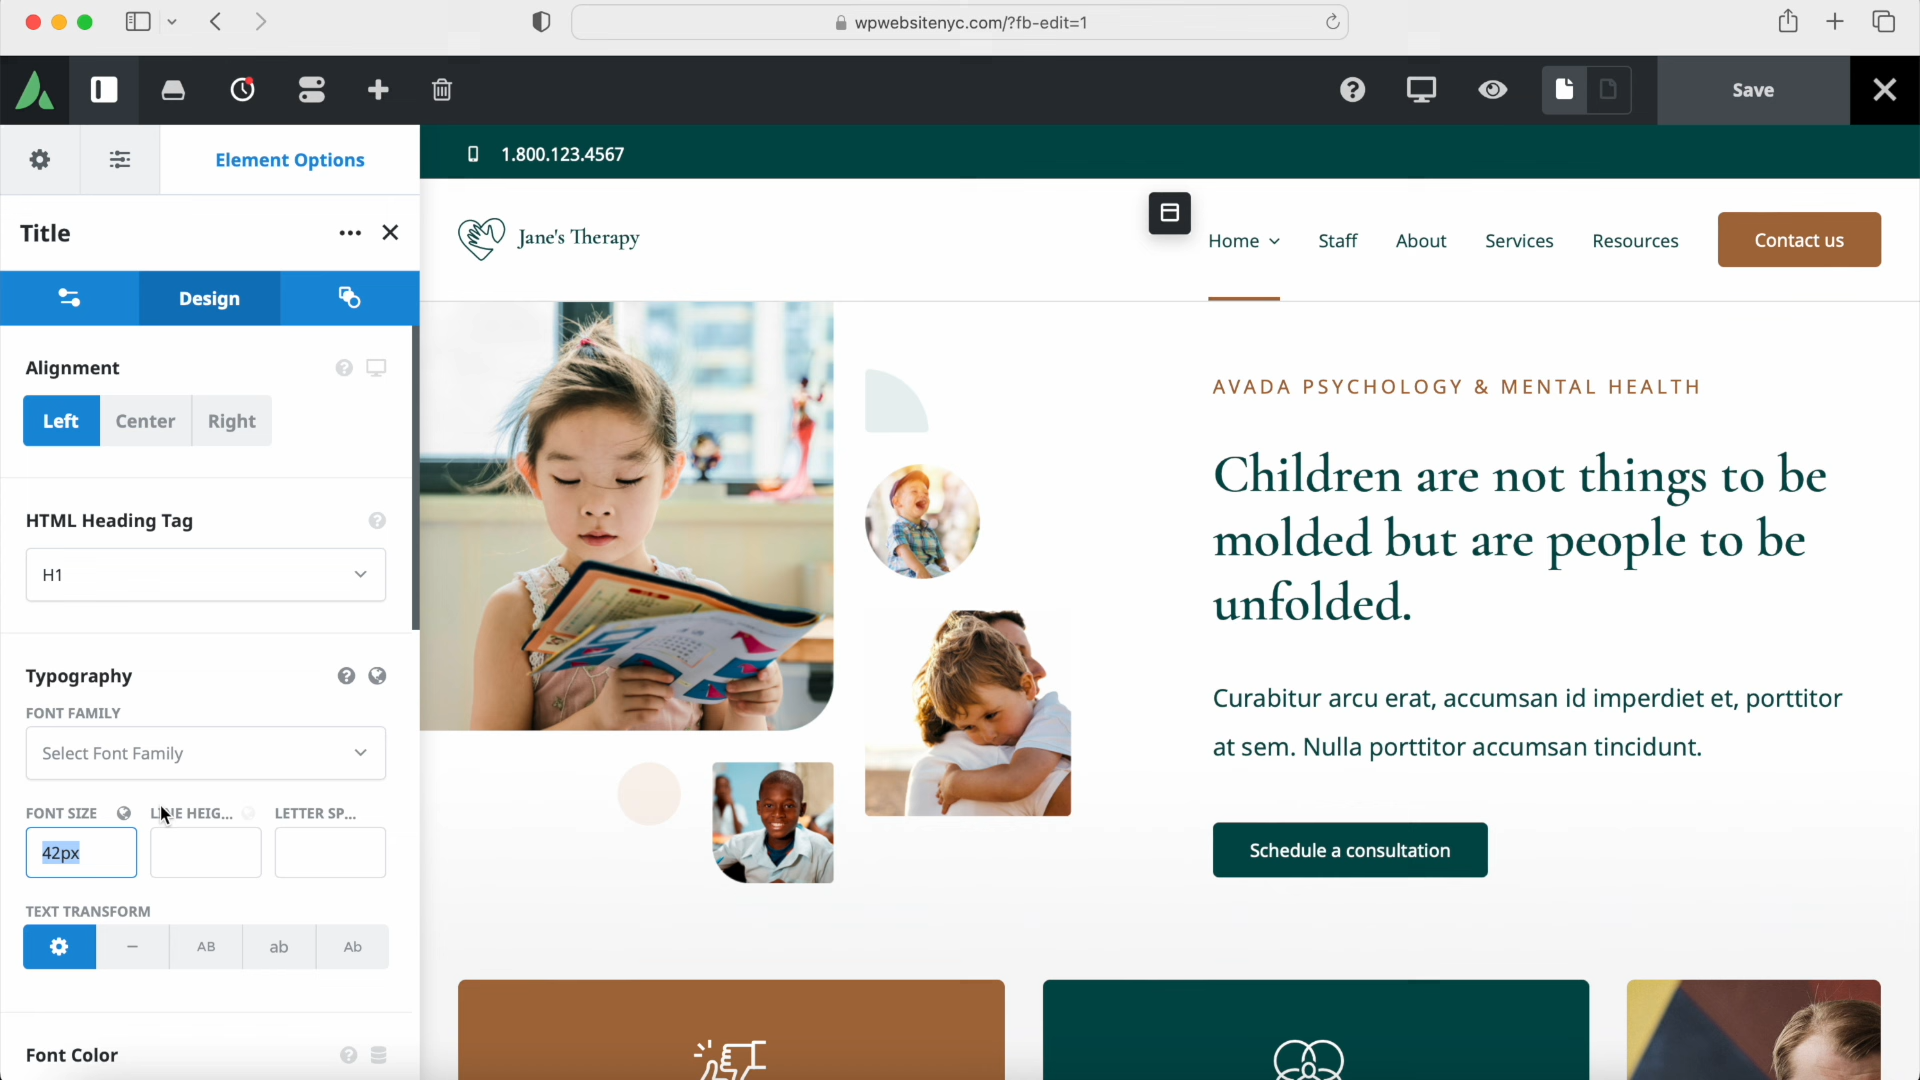 wpwebsitenyc.com/?fb-edit=1
Save
Element Options
1.800.123.4567
Title
Jane's Therapy
Home
Staff
About
Services
Resources
Contact us
Design
Alignment
Left
Center
Right
HTML Heading Tag
H1
Typography
FONT FAMILY
Select Font Family
FONT SIZE
LINE HEIG...
LETTER SP...
42px
TEXT TRANSFORM
AB
ab
Ab
Font Color
AVADA PSYCHOLOGY & MENTAL HEALTH
Children are not things to be
molded but are people to be
unfolded.
Curabitur arcu erat, accumsan id imperdiet et, porttitor
at sem. Nulla porttitor accumsan tincidunt.
Schedule a consultation